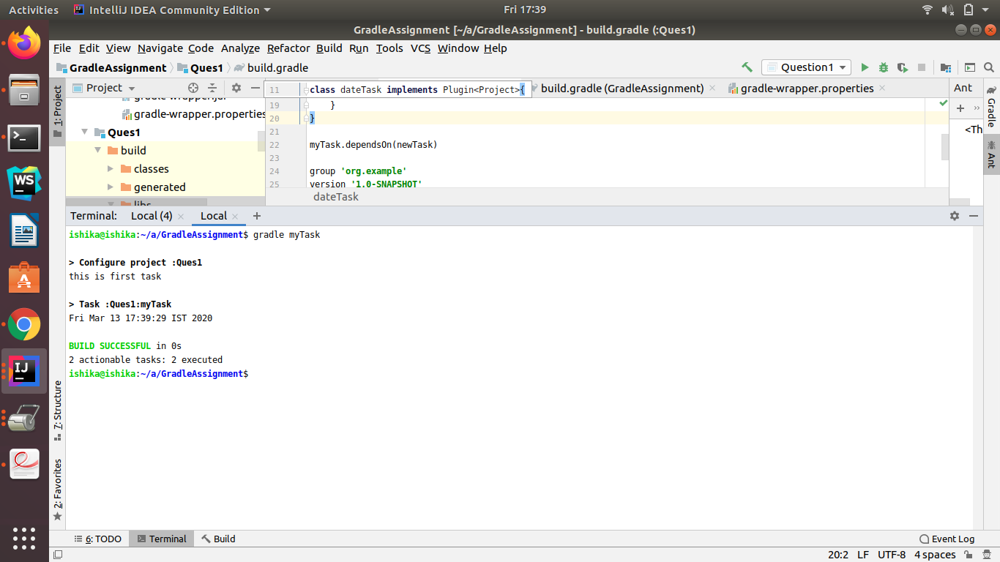 Activities IntelliJ IDEA Community Edition Fri 17:39
GradleAssignment [~/a/GradleAssignment] - build.gradle (:Ques1)
File Edit View Navigate Code Analyze Refactor Build Run Tools VCS Window Help
GradleAssignment Ques1 build.gradle Question1
Project build.gradle (GradleAssignment) gradle-wrapper.properties Ant
11 class dateTask implements Plugin<Project>{
gradle-wrapper.jar
19 }
gradle-wrapper.properties
20 }
<Th
Ques1
21
build
22 myTask.dependsOn(newTask)
classes
23
24 group 'org.example'
generated
25 version '1.0-SNAPSHOT'
libs
dateTask
1: Project
Gradle
Ant
Terminal: Local (4) Local
ishika@ishika:~/a/GradleAssignment$ gradle myTask
> Configure project :Ques1
this is first task
> Task :Ques1:myTask
Fri Mar 13 17:39:29 IST 2020
BUILD SUCCESSFUL in 0s
2 actionable tasks: 2 executed
ishika@ishika:~/a/GradleAssignment$
WS
IJ
7: Structure
2: Favorites
6: TODO Terminal Build Event Log
20:2 LF UTF-8 4 spaces